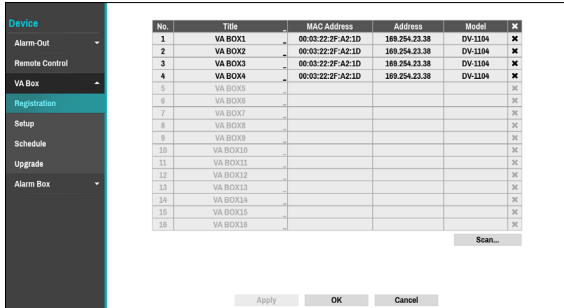 Device
Alarm-Out
Remote Control
VA Box
Registration
Setup
Schedule
Upgrade
Alarm Box
No. Title MAC Address Address Model ✖
1 VA BOX1 _ 00:03:22:2F:A2:1D 169.254.23.38 DV-1104 ✖
2 VA BOX2 _ 00:03:22:2F:A2:1D 169.254.23.38 DV-1104 ✖
3 VA BOX3 _ 00:03:22:2F:A2:1D 169.254.23.38 DV-1104 ✖
4 VA BOX4 _ 00:03:22:2F:A2:1D 169.254.23.38 DV-1104 ✖
5 VA BOX5 _ ✖
6 VA BOX6 _ ✖
7 VA BOX7 _ ✖
8 VA BOX8 _ ✖
9 VA BOX9 _ ✖
10 VA BOX10 _ ✖
11 VA BOX11 _ ✖
12 VA BOX12 _ ✖
13 VA BOX13 _ ✖
14 VA BOX14 _ ✖
15 VA BOX15 _ ✖
16 VA BOX16 _ ✖
Scan...
Apply OK Cancel